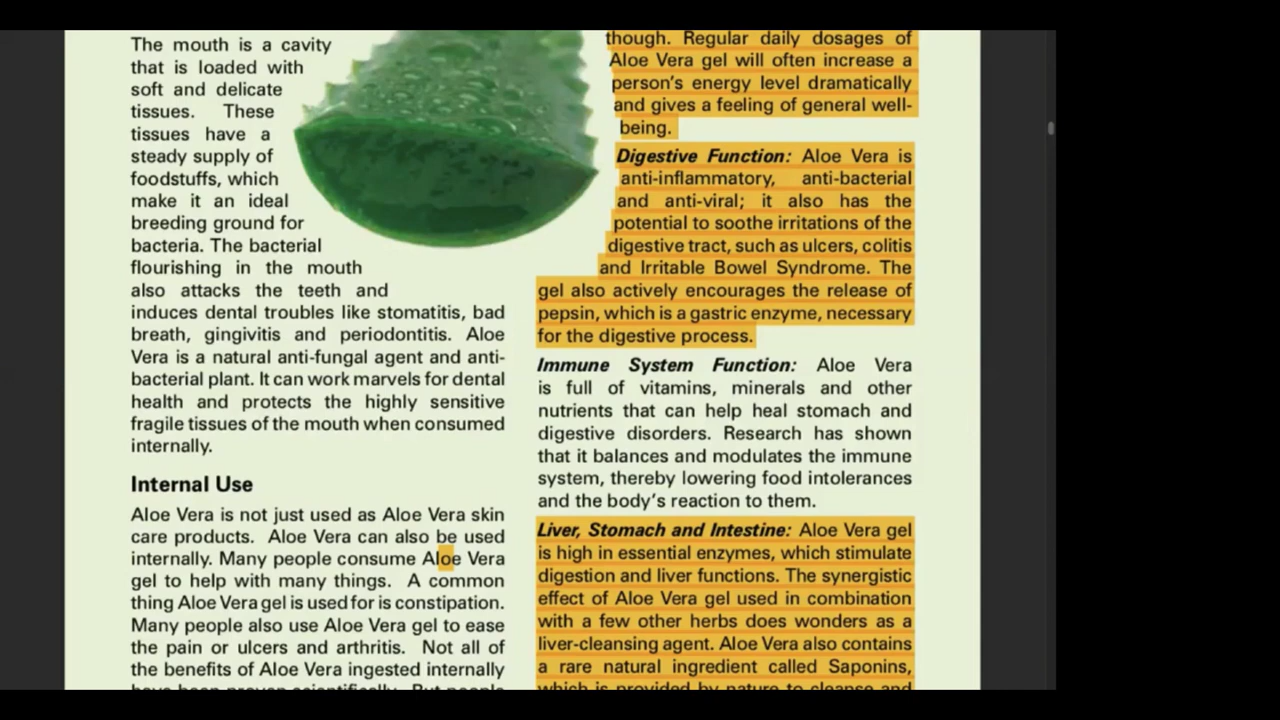 The mouth is a cavity
that is loaded with
soft and delicate
tissues. These
tissues have a
steady supply of
foodstuffs, which
make it an ideal
breeding ground for
bacteria. The bacterial
flourishing in the mouth
also attacks the teeth and
induces dental troubles like stomatitis, bad
breath, gingivitis and periodontitis. Aloe
Vera is a natural anti-fungal agent and anti-
bacterial plant. It can work marvels for dental
health and protects the highly sensitive
fragile tissues of the mouth when consumed
internally.
Internal Use
Aloe Vera is not just used as Aloe Vera skin
care products. Aloe Vera can also be used
internally. Many people consume Aloe Vera
gel to help with many things. A common
thing Aloe Vera gel is used for is constipation.
Many people also use Aloe Vera gel to ease
the pain or ulcers and arthritis. Not all of
the benefits of Aloe Vera ingested internally
have been proven scientifically. But people
though. Regular daily dosages of
Aloe Vera gel will often increase a
person's energy level dramatically
and gives a feeling of general well-
being.
Digestive Function: Aloe Vera is
anti-inflammatory, anti-bacterial
and anti-viral; it also has the
potential to soothe irritations of the
digestive tract, such as ulcers, colitis
and Irritable Bowel Syndrome. The
gel also actively encourages the release of
pepsin, which is a gastric enzyme, necessary
for the digestive process.
Immune System Function: Aloe Vera
is full of vitamins, minerals and other
nutrients that can help heal stomach and
digestive disorders. Research has shown
that it balances and modulates the immune
system, thereby lowering food intolerances
and the body's reaction to them.
Liver, Stomach and Intestine: Aloe Vera gel
is high in essential enzymes, which stimulate
digestion and liver functions. The synergistic
effect of Aloe Vera gel used in combination
with a few other herbs does wonders as a
liver-cleansing agent. Aloe Vera also contains
a rare natural ingredient called Saponins,
which is provided by nature to cleanse and